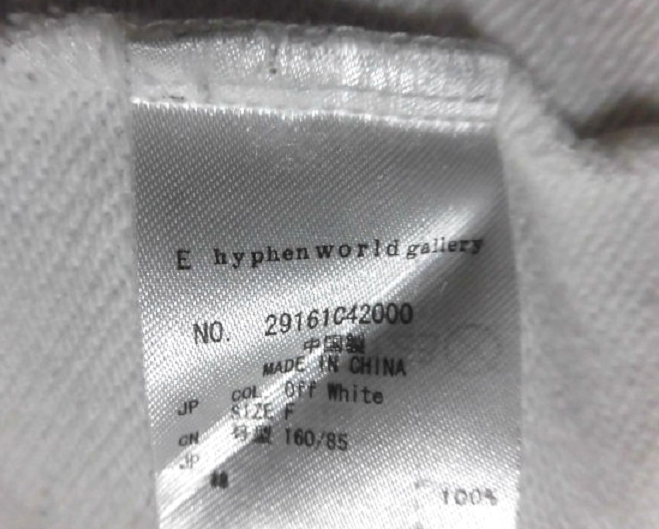 E hyphen world gallery
NO. 29161C42000
中国製
MADE IN CHINA
JP COL. Off White
SIZE F
CN 号型 160/85
JP
綿 100%